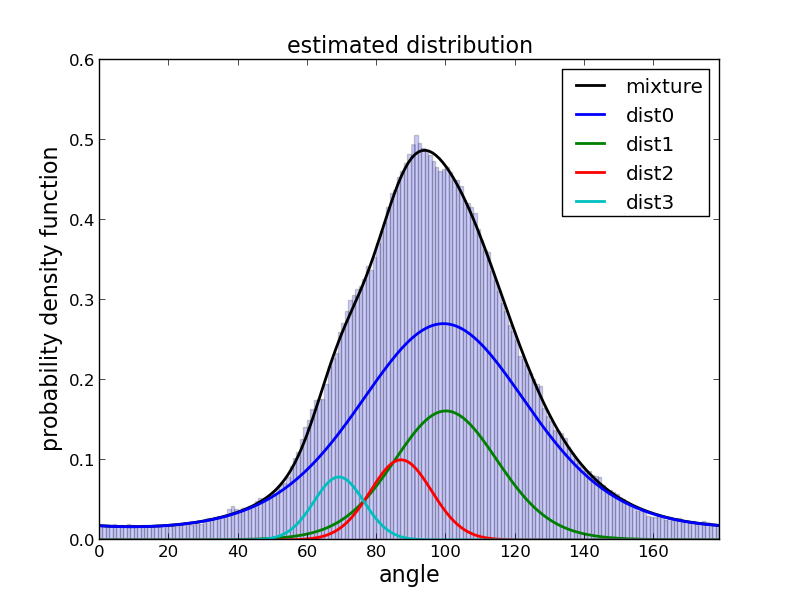 estimated distribution
probability density function
0.6
0.5
0.4
0.3
0.2
0.1
0.0
mixture
dist0
dist1
dist2
dist3
0 20 40 60 80 100 120 140 160
angle